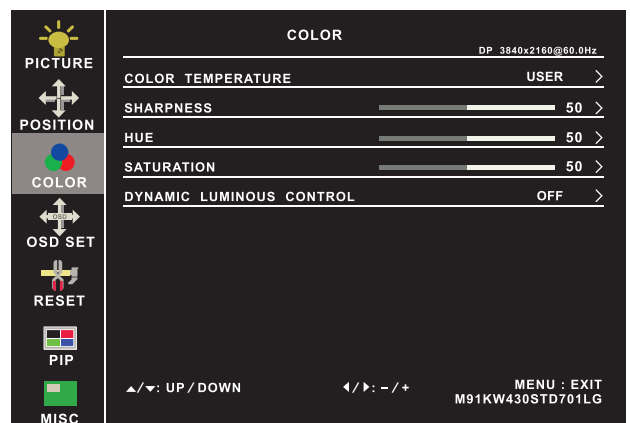 COLOR
DP 3840x2160@60.0Hz
PICTURE
COLOR TEMPERATURE USER
SHARPNESS 50
POSITION
HUE 50
SATURATION 50
COLOR
DYNAMIC LUMINOUS CONTROL OFF
OSD
OSD SET
RESET
PIP
▲/▼: UP/DOWN ◀/▶: -/+ MENU : EXIT
M91KW430STD701LG
MISC